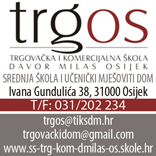 trgos
TRGOVAČKA I KOMERCIJALNA ŠKOLA
DAVOR MILAS OSIJEK
SREDNJA ŠKOLA I UČENIČKI MJEŠOVITI DOM
Ivana Gundulića 38, 31000 Osijek
T/F: 031/202 234
trgos@tiksdm.hr
trgovackidom@gmail.com
www.ss-trg-kom-dmilas-os.skole.hr